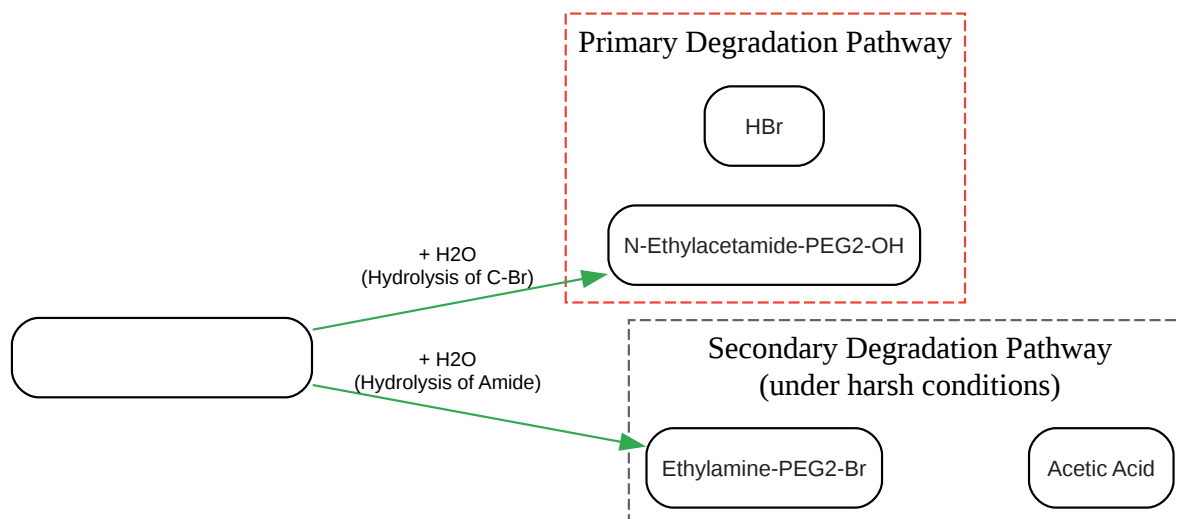 Primary Degradation Pathway
HBr
N-Ethylacetamide-PEG2-OH
+ H2O
(Hydrolysis of C-Br)
+ H2O
(Hydrolysis of Amide)
Secondary Degradation Pathway
(under harsh conditions)
Ethylamine-PEG2-Br
Acetic Acid